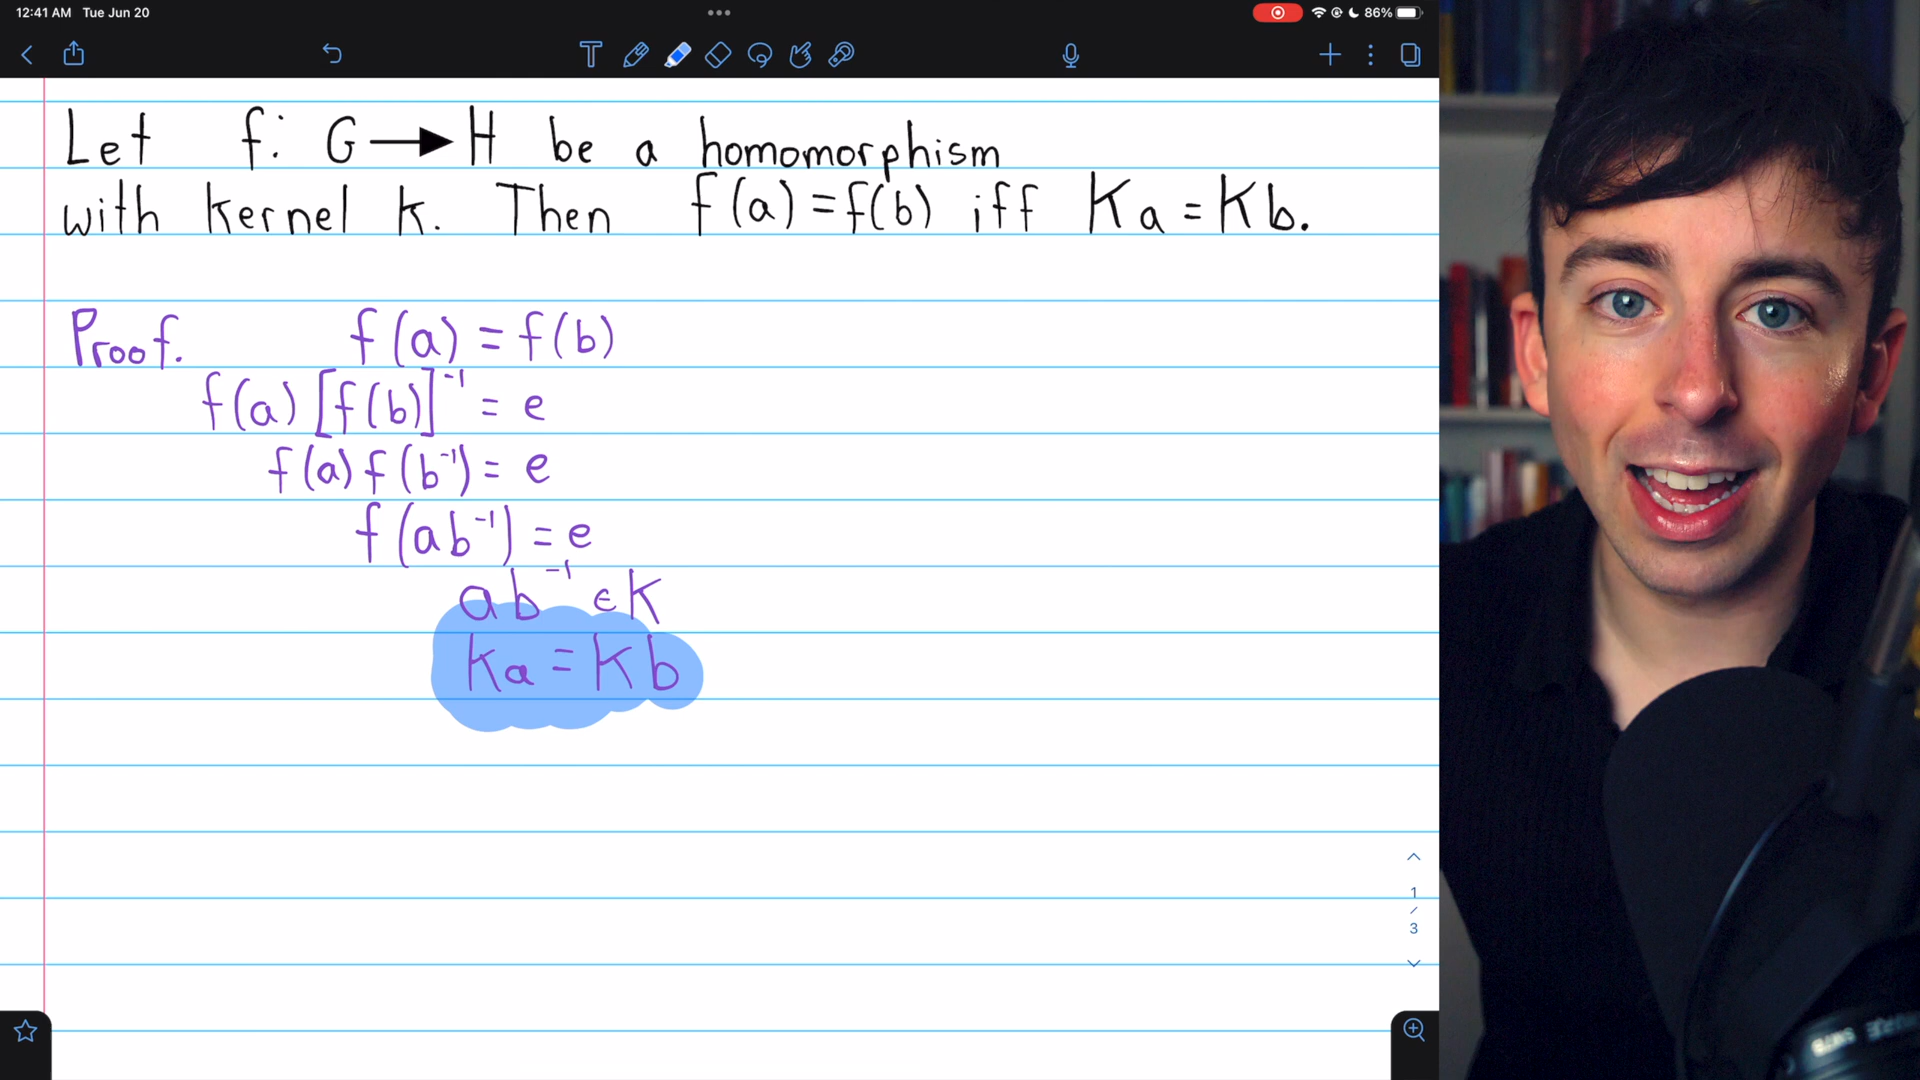 12:41 AM Tue Jun 20
86%
Let f: G→H be a homomorphism
with kernel K. Then f(a)=f(b) iff Ka=Kb.
Proof. f(a) = f(b)
f(a)[f(b)]⁻¹ = e
f(a)f(b⁻¹) = e
f(ab⁻¹) = e
ab⁻¹ ∈ K
Ka = Kb
1
/
3